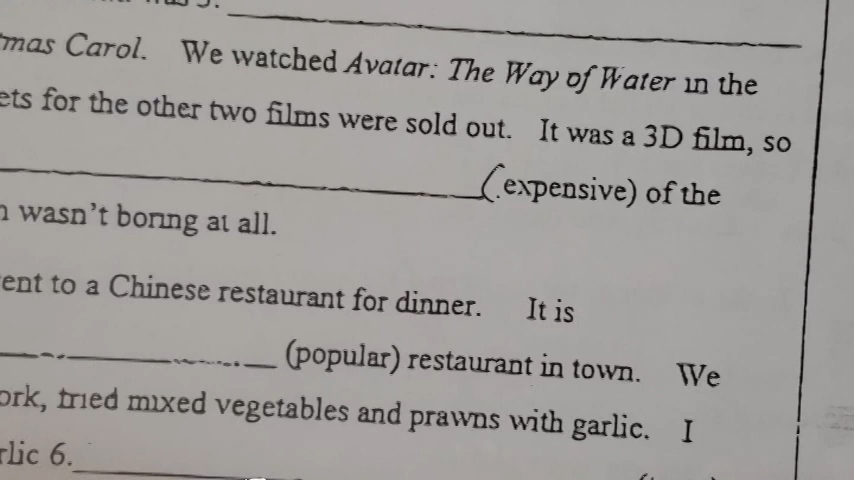 mas Carol. We watched Avatar: The Way of Water in the
ets for the other two films were sold out. It was a 3D film, so
(expensive) of the
wasn't boring at all.
ent to a Chinese restaurant for dinner. It is
(popular) restaurant in town. We
ork, fried mixed vegetables and prawns with garlic. I
rlic 6.